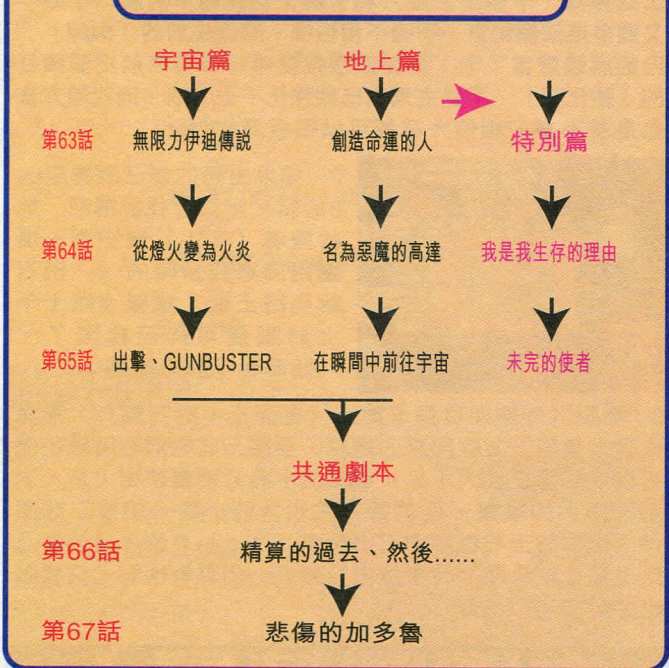 宇宙篇 地上篇
第63話 無限力伊迪傳説 創造命運的人 特別篇
第64話 從燈火變為火炎 名為惡魔的高達 我是我生存的理由
第65話 出擊、GUNBUSTER 在瞬間中前往宇宙 未完的使者
共通劇本
第66話 精算的過去、然後......
第67話 悲傷的加多魯